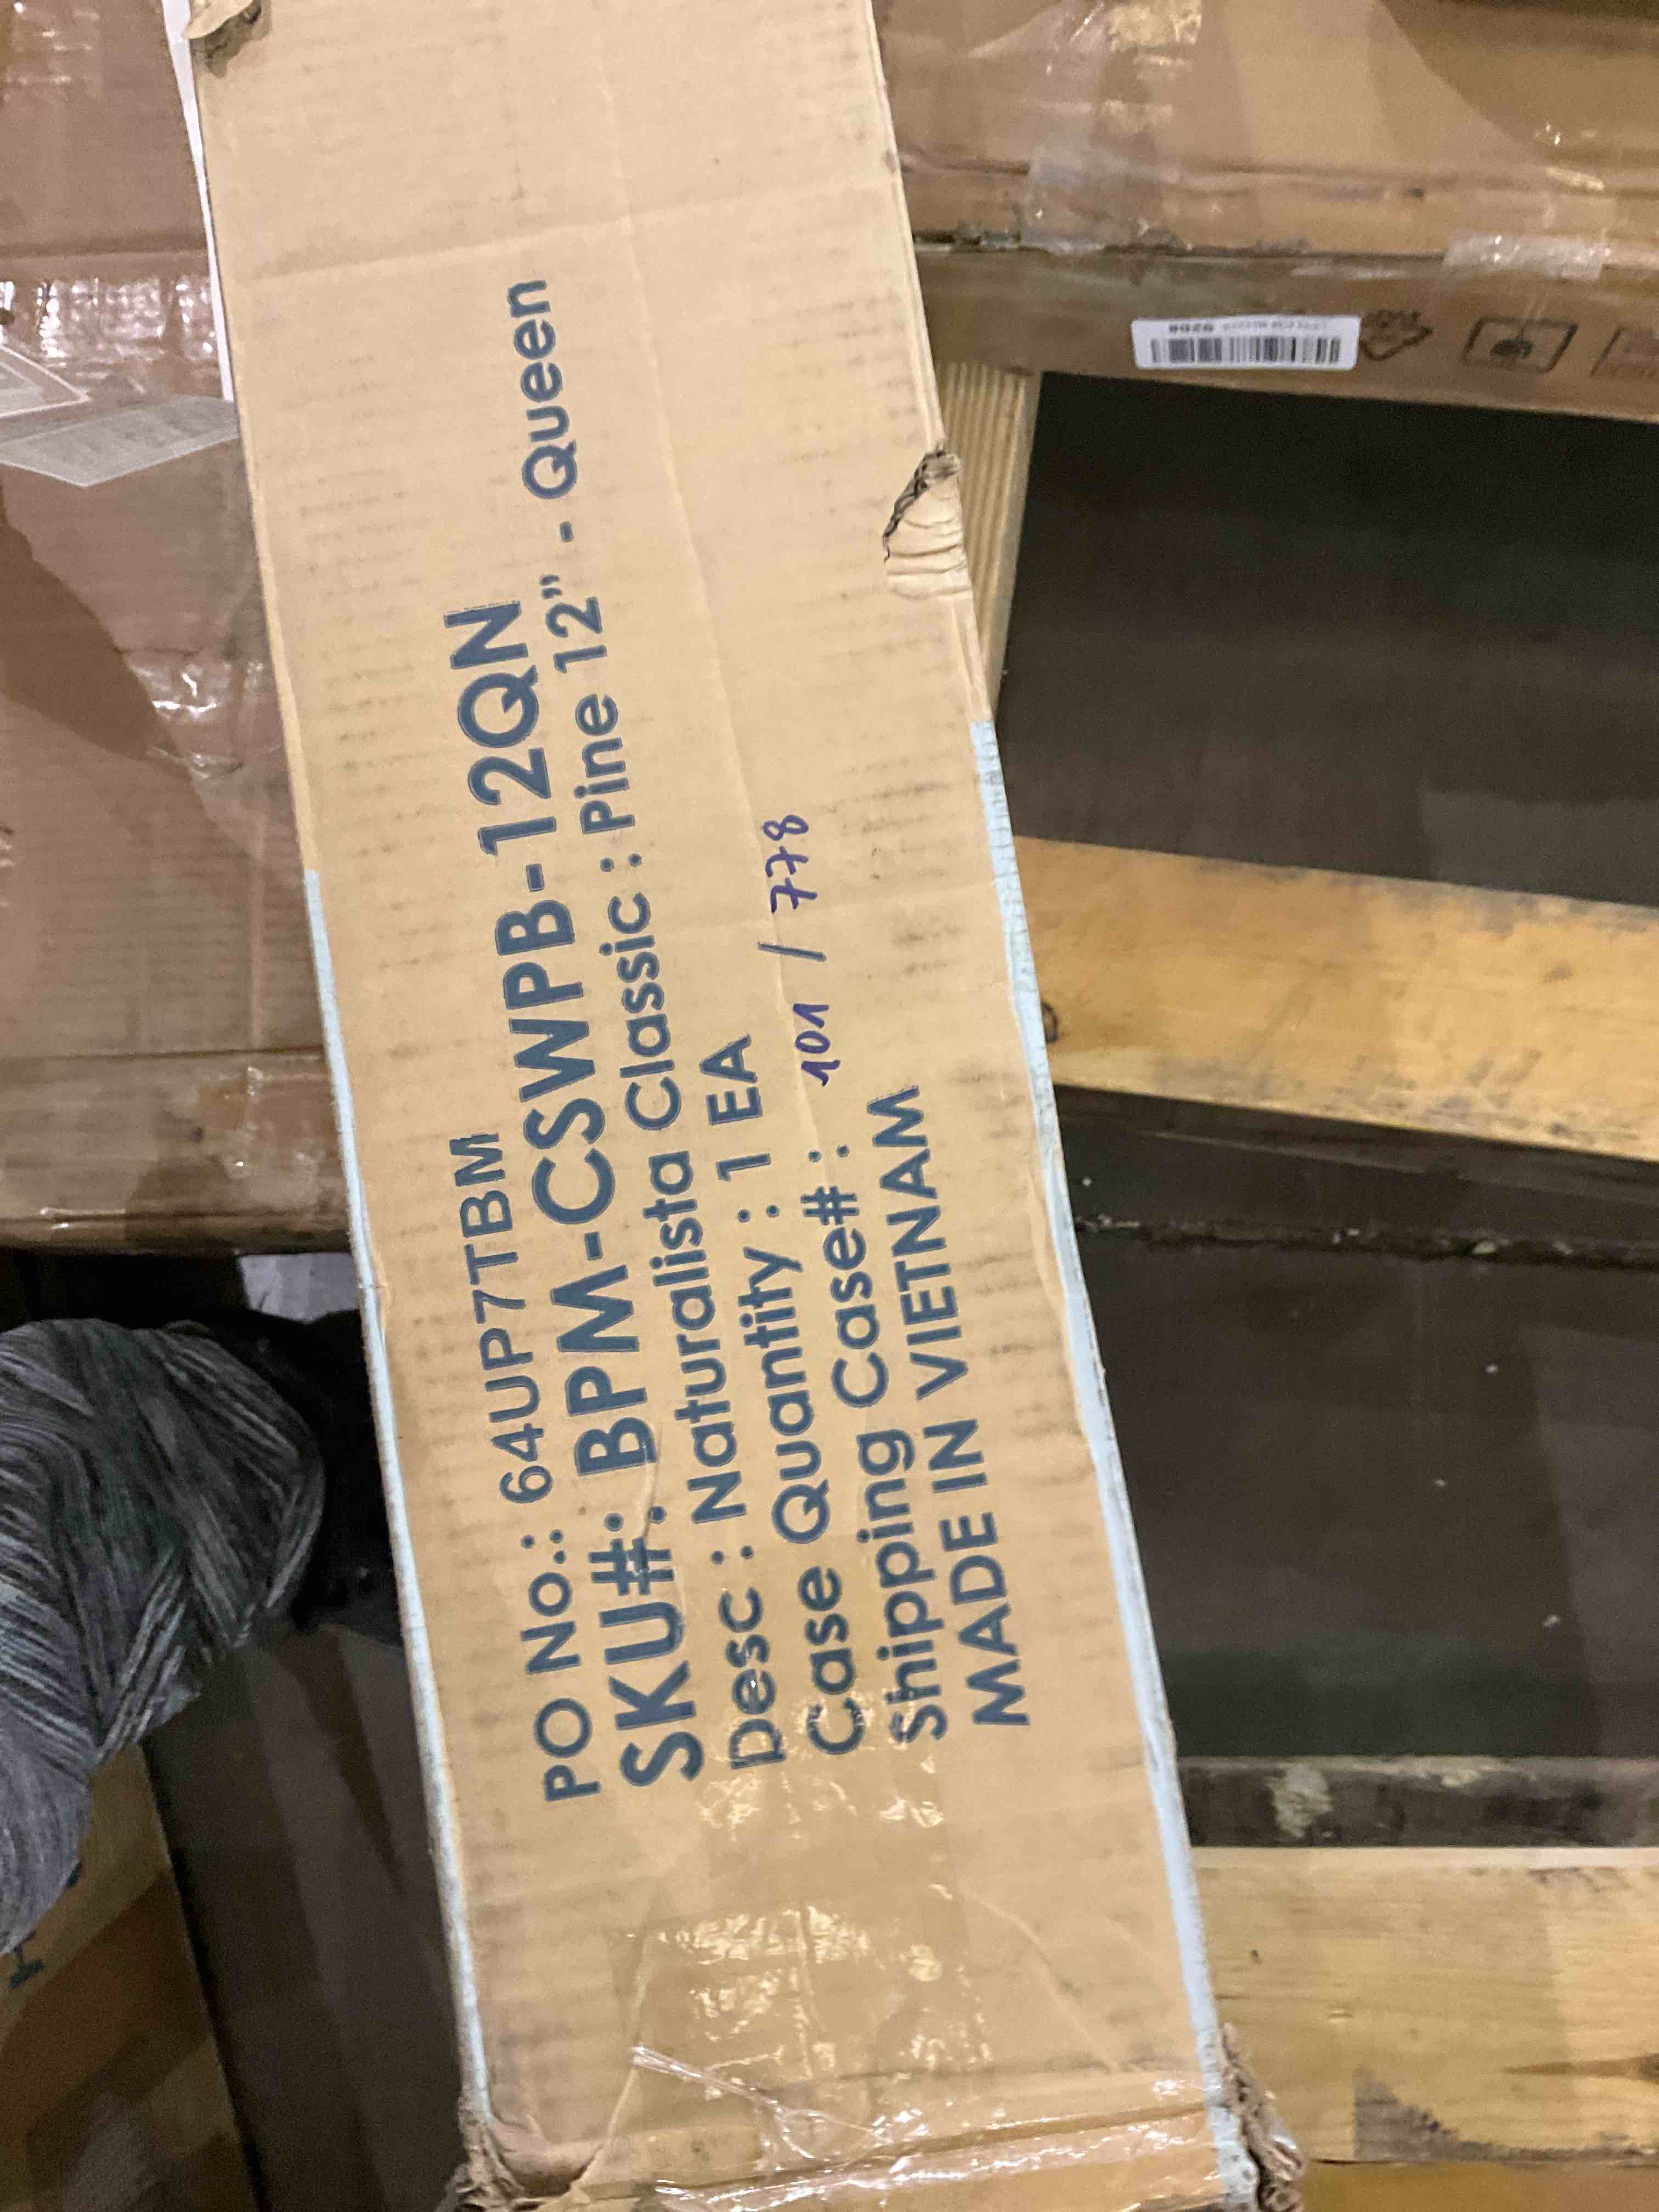 PO No.: 64UP7TBM
SKU#: BPM-CSWPB-12QN
Desc : Naturalista Classic : Pine 12" - Queen
Case Quantity : 1 EA
Shipping Case# : 101 / 778
MADE IN VIETNAM